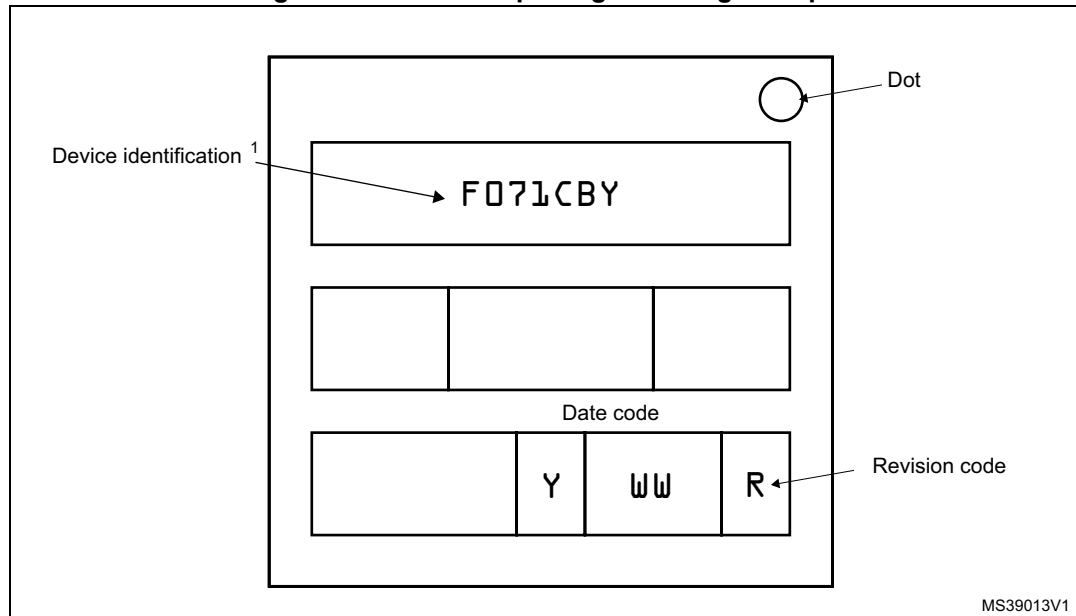 Dot
Device identification 1
F071CBY
Date code
Y WW R
Revision code
MS39013V1